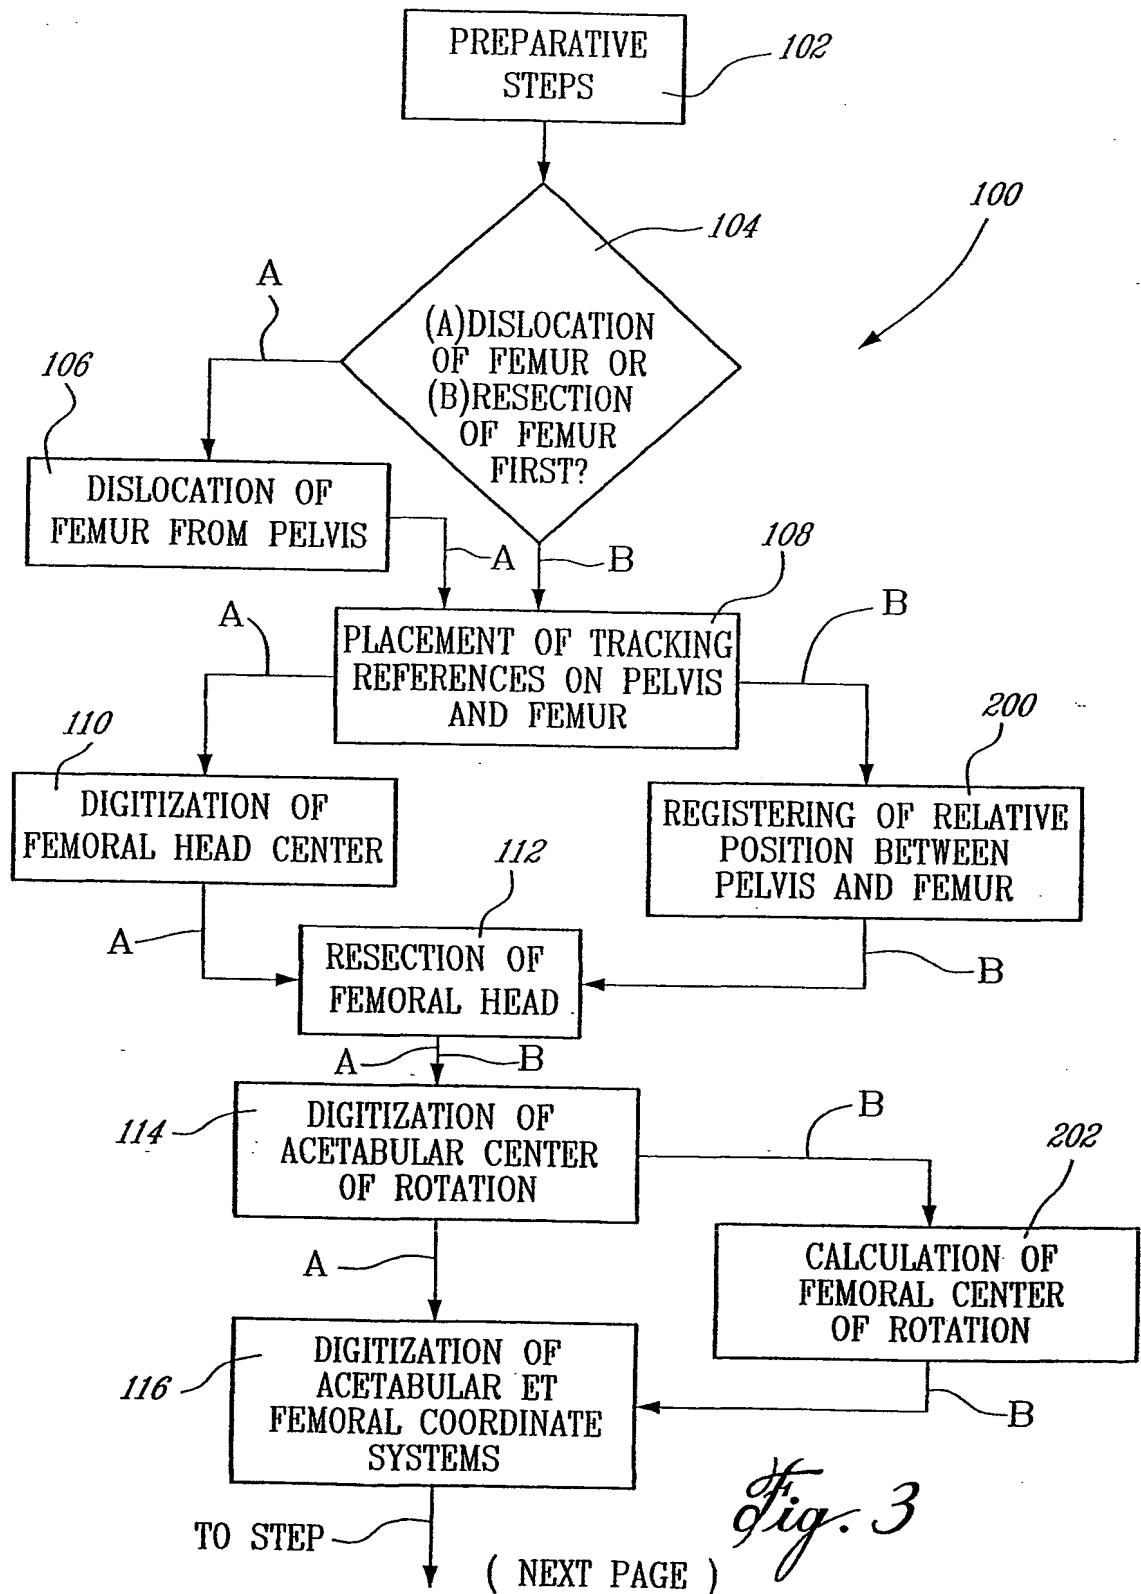 PREPARATIVE
STEPS
102
100
104
A
(A)DISLOCATION
OF FEMUR OR
(B)RESECTION
OF FEMUR
FIRST?
106
DISLOCATION OF
FEMUR FROM PELVIS
A
B
108
A
B
PLACEMENT OF TRACKING
REFERENCES ON PELVIS
AND FEMUR
110
200
DIGITIZATION OF
FEMORAL HEAD CENTER
REGISTERING OF RELATIVE
POSITION BETWEEN
PELVIS AND FEMUR
112
A
RESECTION OF
FEMORAL HEAD
B
A
B
114
DIGITIZATION OF
ACETABULAR CENTER
OF ROTATION
B
202
A
CALCULATION OF
FEMORAL CENTER
OF ROTATION
116
DIGITIZATION OF
ACETABULAR ET
FEMORAL COORDINATE
SYSTEMS
B
TO STEP
( NEXT PAGE )
Fig. 3